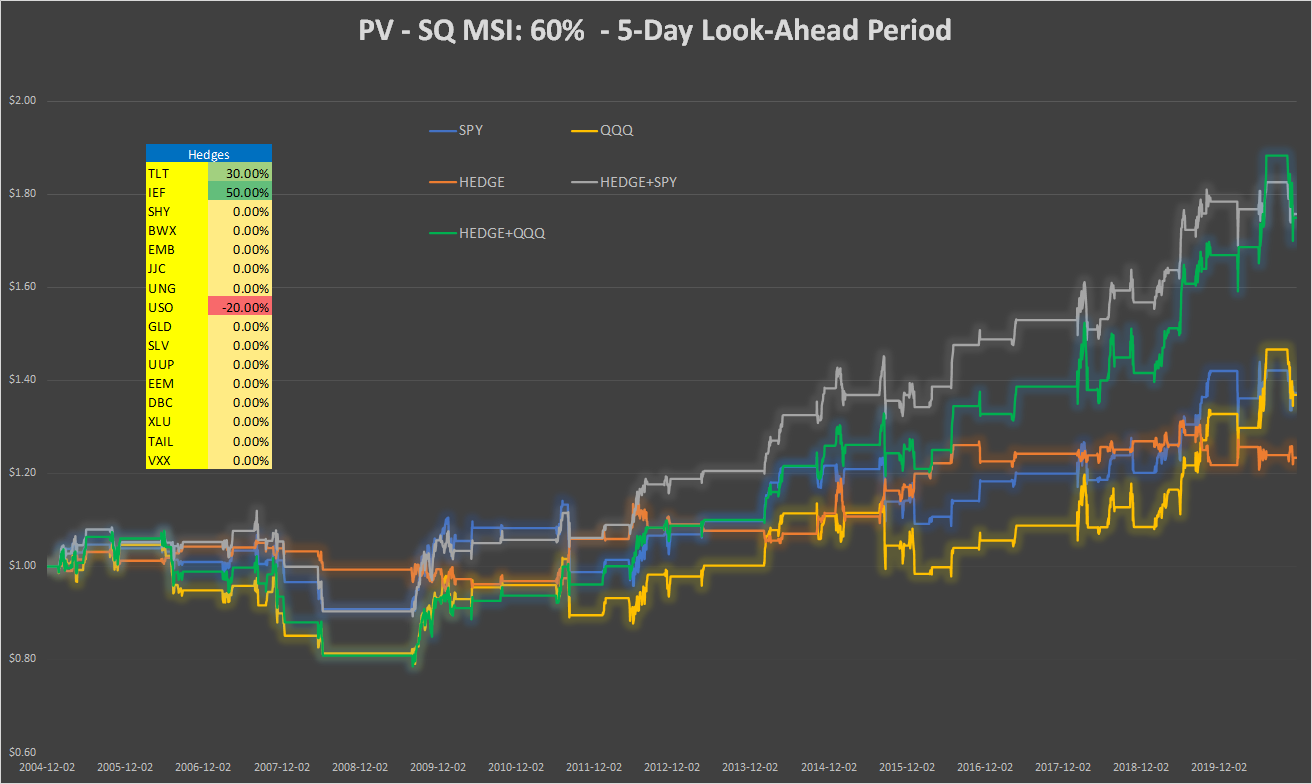 PV - SQ MSI: 60%  - 5-Day Look-Ahead Period
$2.00
SPY QQQ
Hedges
TLT 30.00%
HEDGE HEDGE+SPY
IEF 50.00%
$1.80
SHY 0.00%
BWX 0.00%
HEDGE+QQQ
EMB 0.00%
JJC 0.00%
$1.60
UNG 0.00%
USO -20.00%
GLD 0.00%
SLV 0.00%
UUP 0.00%
$1.40
EEM 0.00%
DBC 0.00%
XLU 0.00%
TAIL 0.00%
VXX 0.00%
$1.20
$1.00
$0.80
$0.60
2004-12-02 2005-12-02 2006-12-02 2007-12-02 2008-12-02 2009-12-02 2010-12-02 2011-12-02 2012-12-02 2013-12-02 2014-12-02 2015-12-02 2016-12-02 2017-12-02 2018-12-02 2019-12-02